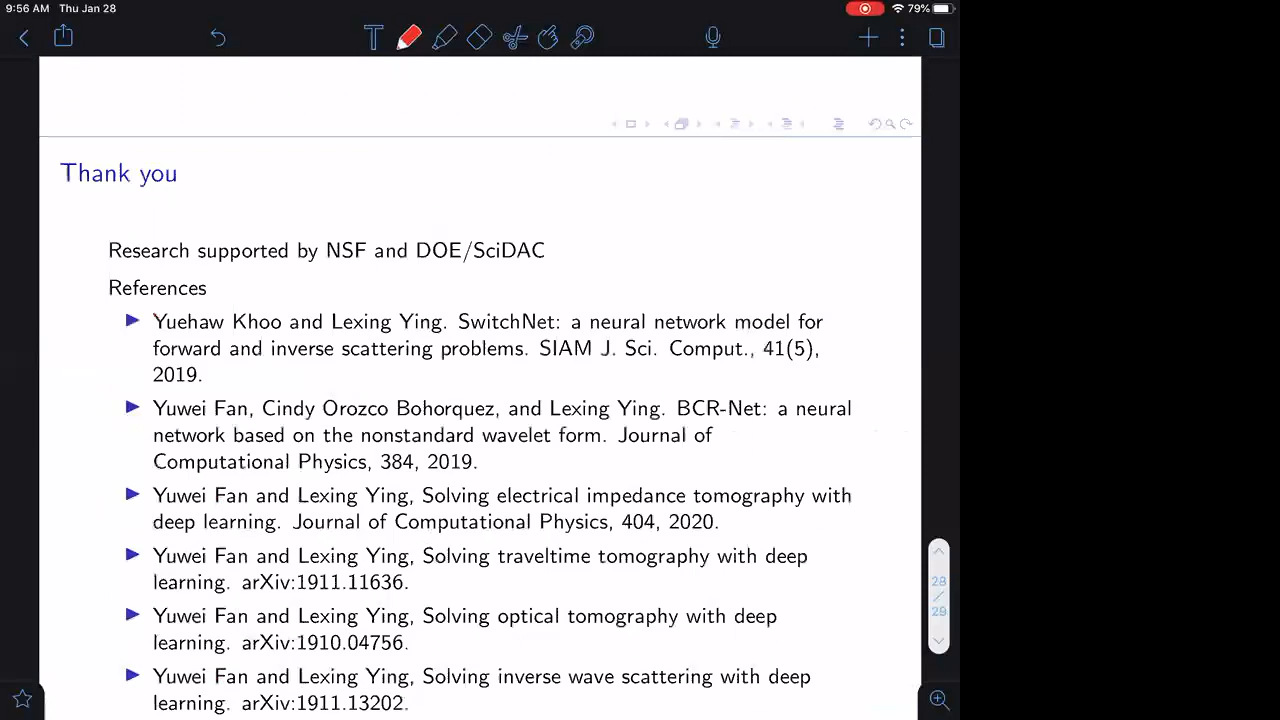 9:56 AM Thu Jan 28
79%
Thank you
Research supported by NSF and DOE/SciDAC
References
Yuehaw Khoo and Lexing Ying. SwitchNet: a neural network model for
forward and inverse scattering problems. SIAM J. Sci. Comput., 41(5),
2019.
Yuwei Fan, Cindy Orozco Bohorquez, and Lexing Ying. BCR-Net: a neural
network based on the nonstandard wavelet form. Journal of
Computational Physics, 384, 2019.
Yuwei Fan and Lexing Ying, Solving electrical impedance tomography with
deep learning. Journal of Computational Physics, 404, 2020.
Yuwei Fan and Lexing Ying, Solving traveltime tomography with deep
learning. arXiv:1911.11636.
Yuwei Fan and Lexing Ying, Solving optical tomography with deep
learning. arXiv:1910.04756.
Yuwei Fan and Lexing Ying, Solving inverse wave scattering with deep
learning. arXiv:1911.13202.
28
/
29